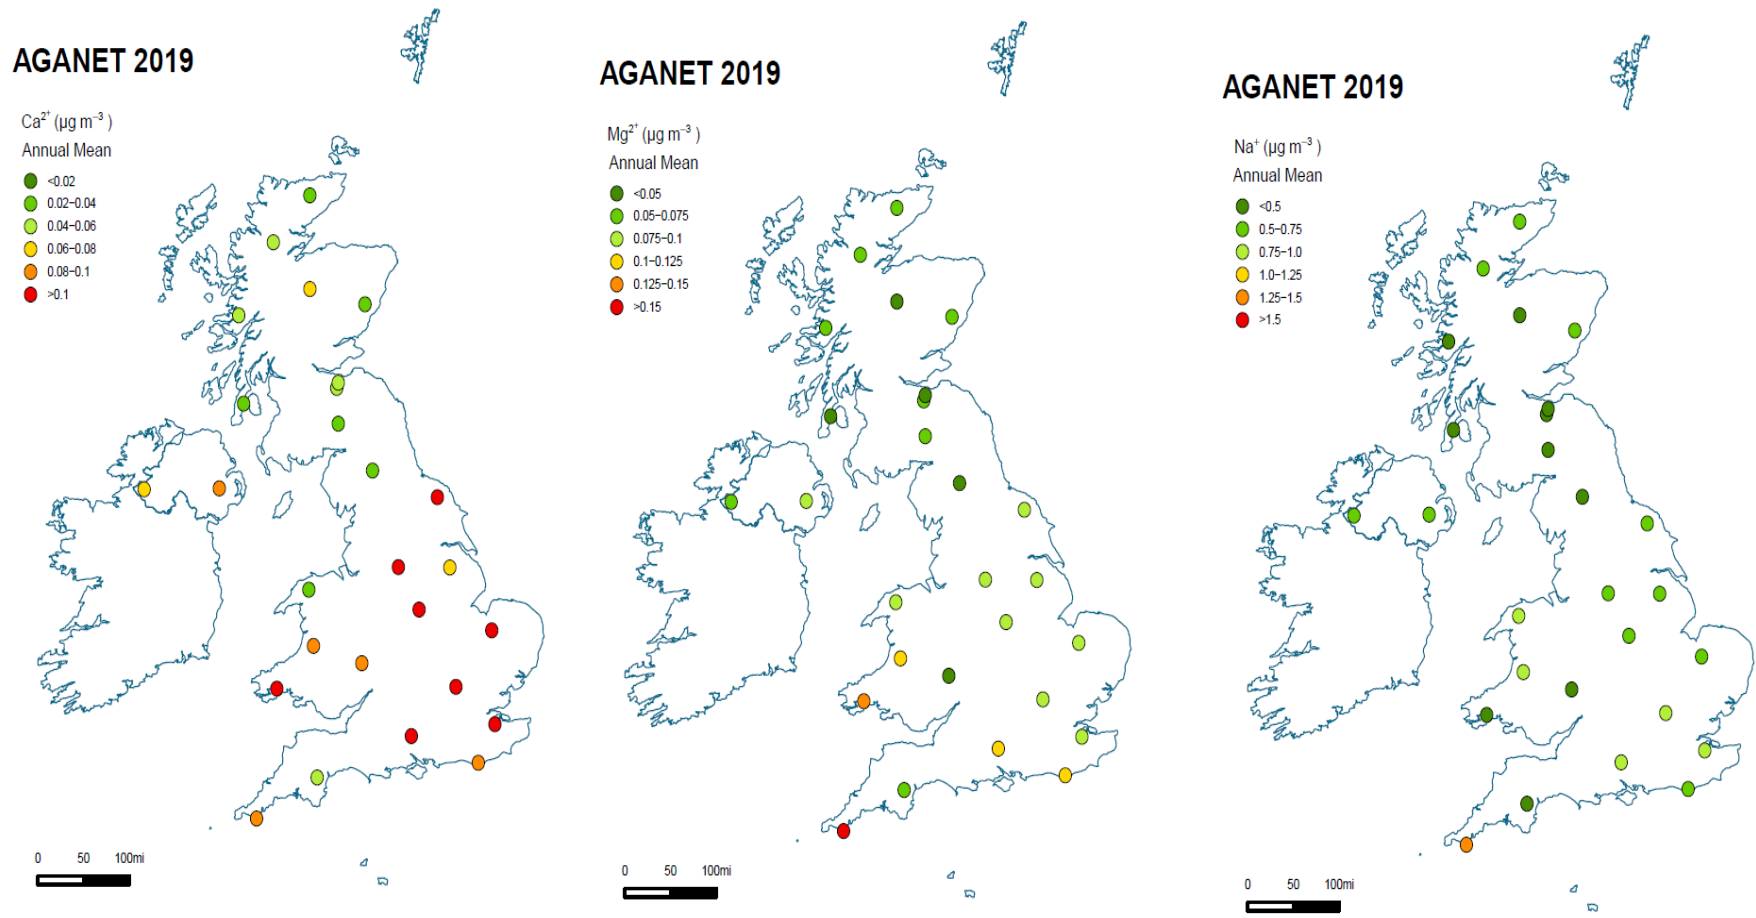 AGANET 2019
Ca²⁺ (µg m⁻³ )
Annual Mean
<0.02
0.02−0.04
0.04−0.06
0.06−0.08
0.08−0.1
>0.1
0 50 100mi
AGANET 2019
Mg²⁺ (µg m⁻³ )
Annual Mean
<0.05
0.05−0.075
0.075−0.1
0.1−0.125
0.125−0.15
>0.15
0 50 100mi
AGANET 2019
Na⁺ (µg m⁻³ )
Annual Mean
<0.5
0.5−0.75
0.75−1.0
1.0−1.25
1.25−1.5
>1.5
0 50 100mi